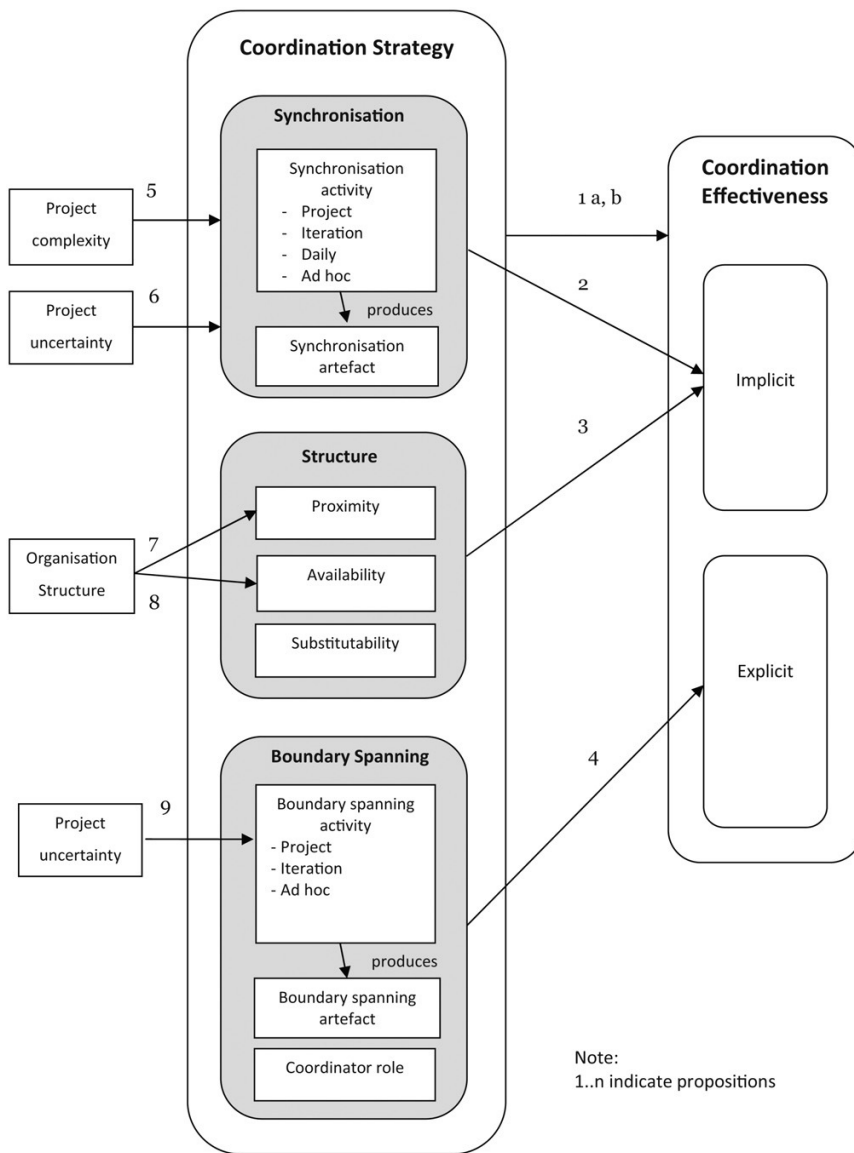 Coordination Strategy
Synchronisation
Synchronisation
activity
- Project
- Iteration
- Daily
- Ad hoc
produces
Synchronisation
artefact
5
Project
complexity
6
Project
uncertainty
Structure
Proximity
Availability
Substitutability
7
Organisation
Structure
8
Boundary Spanning
Boundary spanning
activity
- Project
- Iteration
- Ad hoc
produces
Boundary spanning
artefact
Coordinator role
9
Project
uncertainty
1 a, b
2
3
4
Coordination
Effectiveness
Implicit
Explicit
Note:
1..n indicate propositions